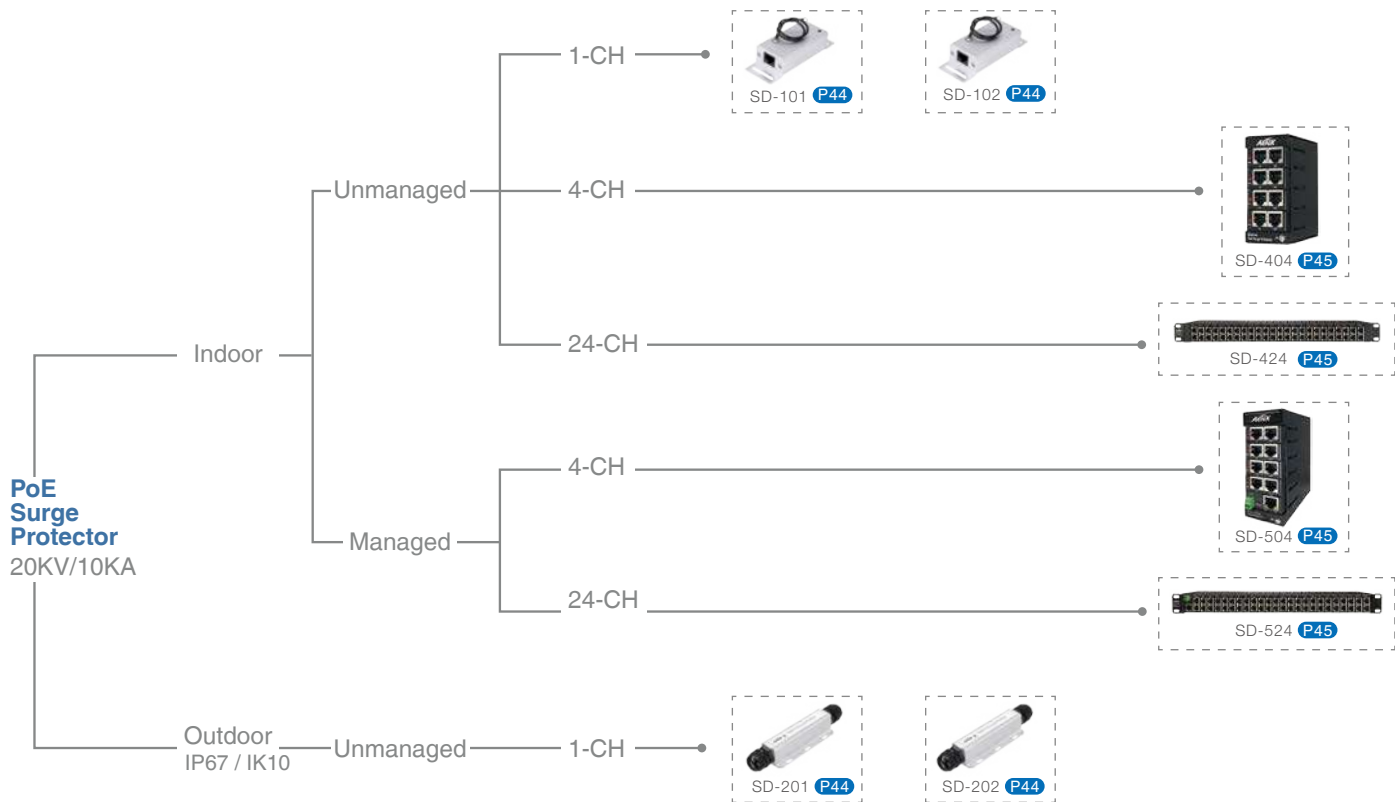 1-CH
SD-101 P44
SD-102 P44
Unmanaged
4-CH
SD-404 P45
24-CH
SD-424 P45
Indoor
PoE
Surge
Protector
20KV/10KA
Managed
4-CH
SD-504 P45
24-CH
SD-524 P45
Outdoor
IP67 / IK10
Unmanaged
1-CH
SD-201 P44
SD-202 P44